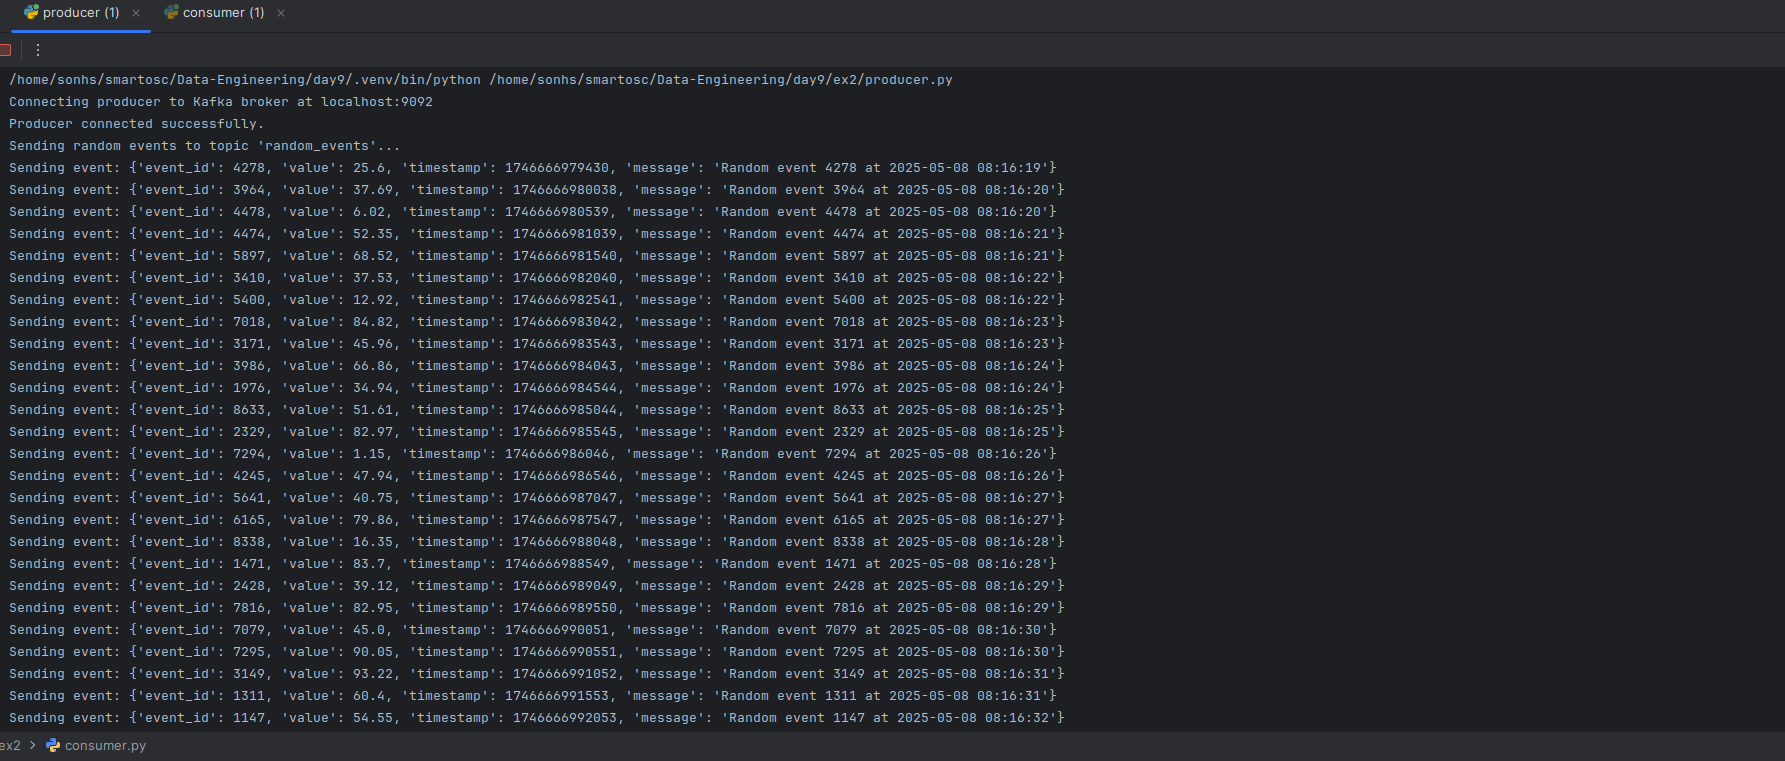 producer (1) × consumer (1) ×
/home/sonhs/smartosc/Data-Engineering/day9/.venv/bin/python /home/sonhs/smartosc/Data-Engineering/day9/ex2/producer.py
Connecting producer to Kafka broker at localhost:9092
Producer connected successfully.
Sending random events to topic 'random_events'...
Sending event: {'event_id': 4278, 'value': 25.6, 'timestamp': 1746666979430, 'message': 'Random event 4278 at 2025-05-08 08:16:19'}
Sending event: {'event_id': 3964, 'value': 37.69, 'timestamp': 1746666980038, 'message': 'Random event 3964 at 2025-05-08 08:16:20'}
Sending event: {'event_id': 4478, 'value': 6.02, 'timestamp': 1746666980539, 'message': 'Random event 4478 at 2025-05-08 08:16:20'}
Sending event: {'event_id': 4474, 'value': 52.35, 'timestamp': 1746666981039, 'message': 'Random event 4474 at 2025-05-08 08:16:21'}
Sending event: {'event_id': 5897, 'value': 68.52, 'timestamp': 1746666981540, 'message': 'Random event 5897 at 2025-05-08 08:16:21'}
Sending event: {'event_id': 3410, 'value': 37.53, 'timestamp': 1746666982040, 'message': 'Random event 3410 at 2025-05-08 08:16:22'}
Sending event: {'event_id': 5400, 'value': 12.92, 'timestamp': 1746666982541, 'message': 'Random event 5400 at 2025-05-08 08:16:22'}
Sending event: {'event_id': 7018, 'value': 84.82, 'timestamp': 1746666983042, 'message': 'Random event 7018 at 2025-05-08 08:16:23'}
Sending event: {'event_id': 3171, 'value': 45.96, 'timestamp': 1746666983543, 'message': 'Random event 3171 at 2025-05-08 08:16:23'}
Sending event: {'event_id': 3986, 'value': 66.86, 'timestamp': 1746666984043, 'message': 'Random event 3986 at 2025-05-08 08:16:24'}
Sending event: {'event_id': 1976, 'value': 34.94, 'timestamp': 1746666984544, 'message': 'Random event 1976 at 2025-05-08 08:16:24'}
Sending event: {'event_id': 8633, 'value': 51.61, 'timestamp': 1746666985044, 'message': 'Random event 8633 at 2025-05-08 08:16:25'}
Sending event: {'event_id': 2329, 'value': 82.97, 'timestamp': 1746666985545, 'message': 'Random event 2329 at 2025-05-08 08:16:25'}
Sending event: {'event_id': 7294, 'value': 1.15, 'timestamp': 1746666986046, 'message': 'Random event 7294 at 2025-05-08 08:16:26'}
Sending event: {'event_id': 4245, 'value': 47.94, 'timestamp': 1746666986546, 'message': 'Random event 4245 at 2025-05-08 08:16:26'}
Sending event: {'event_id': 5641, 'value': 40.75, 'timestamp': 1746666987047, 'message': 'Random event 5641 at 2025-05-08 08:16:27'}
Sending event: {'event_id': 6165, 'value': 79.86, 'timestamp': 1746666987547, 'message': 'Random event 6165 at 2025-05-08 08:16:27'}
Sending event: {'event_id': 8338, 'value': 16.35, 'timestamp': 1746666988048, 'message': 'Random event 8338 at 2025-05-08 08:16:28'}
Sending event: {'event_id': 1471, 'value': 83.7, 'timestamp': 1746666988549, 'message': 'Random event 1471 at 2025-05-08 08:16:28'}
Sending event: {'event_id': 2428, 'value': 39.12, 'timestamp': 1746666989049, 'message': 'Random event 2428 at 2025-05-08 08:16:29'}
Sending event: {'event_id': 7816, 'value': 82.95, 'timestamp': 1746666989550, 'message': 'Random event 7816 at 2025-05-08 08:16:29'}
Sending event: {'event_id': 7079, 'value': 45.0, 'timestamp': 1746666990051, 'message': 'Random event 7079 at 2025-05-08 08:16:30'}
Sending event: {'event_id': 7295, 'value': 90.05, 'timestamp': 1746666990551, 'message': 'Random event 7295 at 2025-05-08 08:16:30'}
Sending event: {'event_id': 3149, 'value': 93.22, 'timestamp': 1746666991052, 'message': 'Random event 3149 at 2025-05-08 08:16:31'}
Sending event: {'event_id': 1311, 'value': 60.4, 'timestamp': 1746666991553, 'message': 'Random event 1311 at 2025-05-08 08:16:31'}
Sending event: {'event_id': 1147, 'value': 54.55, 'timestamp': 1746666992053, 'message': 'Random event 1147 at 2025-05-08 08:16:32'}
ex2 > consumer.py